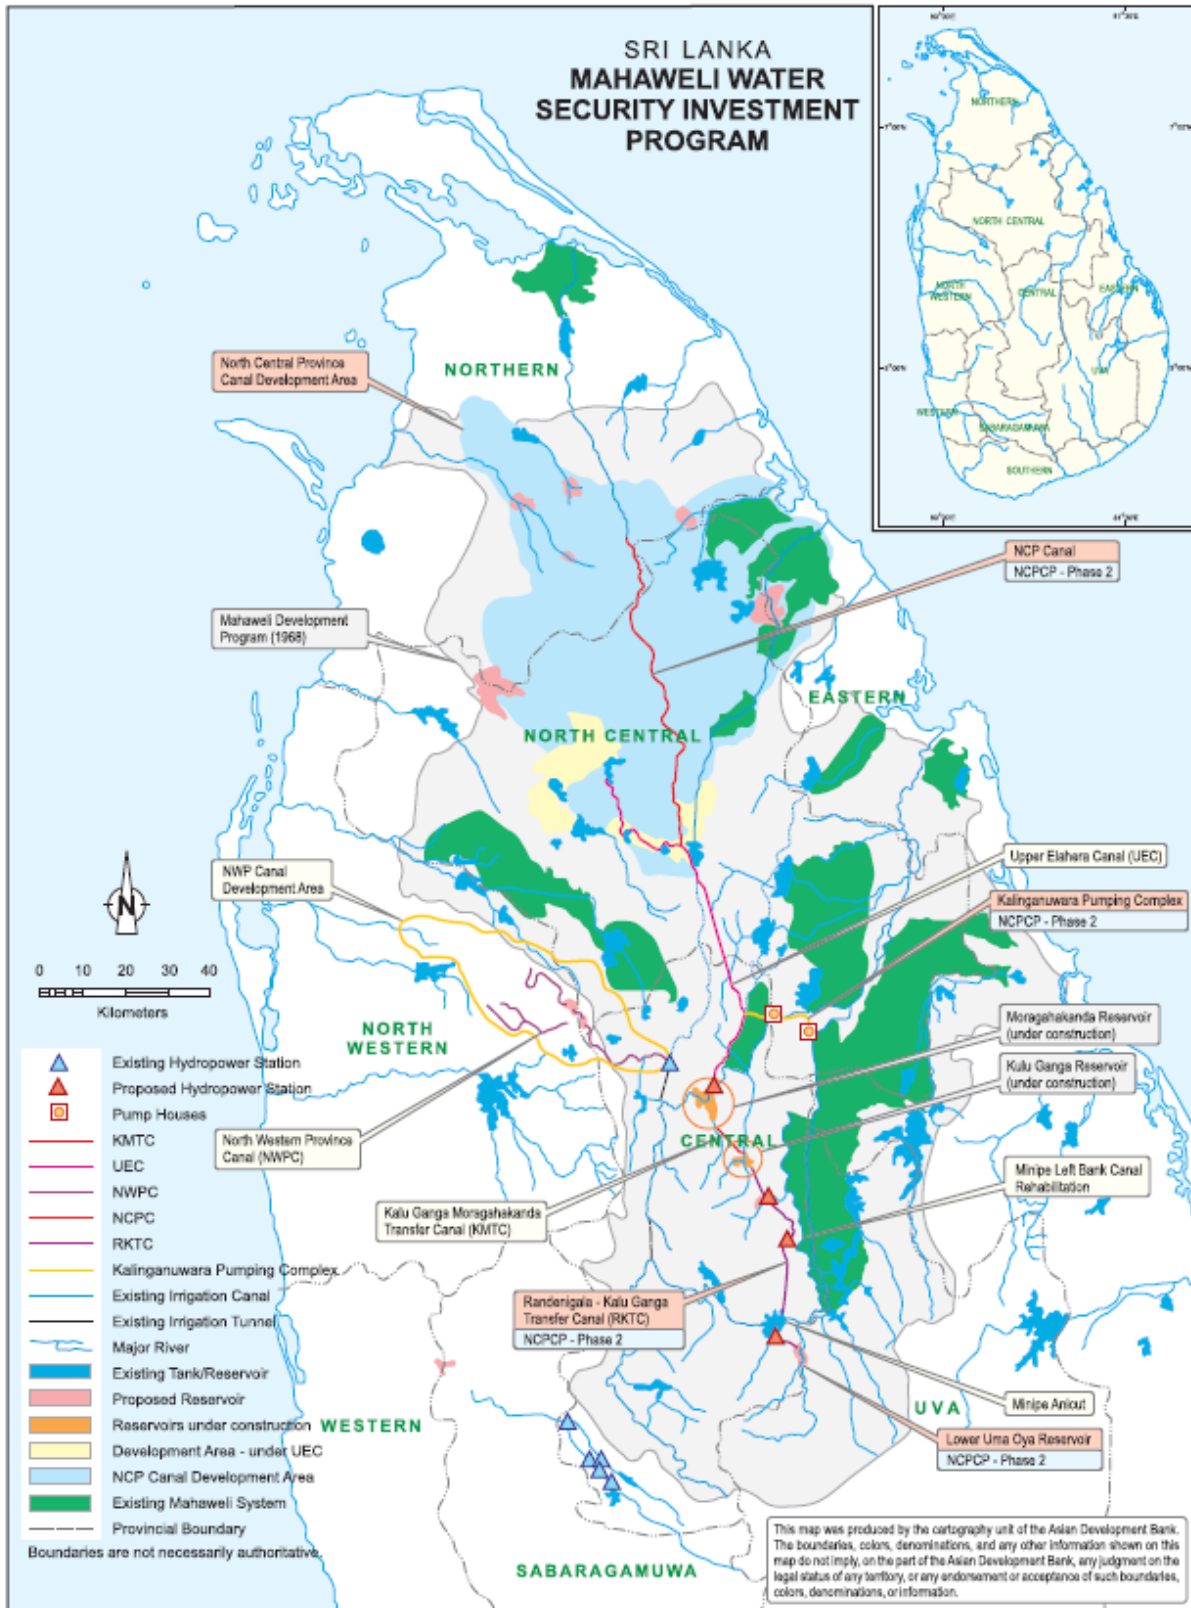 SRI LANKA
MAHAWELI WATER
SECURITY INVESTMENT
PROGRAM
NORTHERN
NORTH CENTRAL
NORTH
WESTERN
CENTRAL
EASTERN
UVA
WESTERN
SABARAGAMUWA
SOUTHERN
North Central Province
Canal Development Area
NORTHERN
NCP Canal
NCPCP - Phase 2
Mahaweli Development
Program (1968)
EASTERN
NORTH CENTRAL
NWP Canal
Development Area
Upper Elahera Canal (UEC)
Kalinganuwara Pumping Complex
NCPCP - Phase 2
N
0 10 20 30 40
Kilometers
Moragahakanda Reservoir
(under construction)
NORTH
WESTERN
Kulu Ganga Reservoir
(under construction)
North Western Province
Canal (NWPC)
CENTRAL
Minipe Left Bank Canal
Rehabilitation
Kalu Ganga Moragahakanda
Transfer Canal (KMTC)
Randenigala - Kalu Ganga
Transfer Canal (RKTC)
NCPCP - Phase 2
Minipe Anicut
UVA
Lower Uma Oya Reservoir
NCPCP - Phase 2
WESTERN
SABARAGAMUWA
Existing Hydropower Station
Proposed Hydropower Station
Pump Houses
KMTC
UEC
NWPC
NCPC
RKTC
Kalinganuwara Pumping Complex
Existing Irrigation Canal
Existing Irrigation Tunnel
Major River
Existing Tank/Reservoir
Proposed Reservoir
Reservoirs under construction
Development Area - under UEC
NCP Canal Development Area
Existing Mahaweli System
Provincial Boundary
Boundaries are not necessarily authoritative.
This map was produced by the cartography unit of the Asian Development Bank.
The boundaries, colors, denominations, and any other information shown on this
map do not imply, on the part of the Asian Development Bank, any judgment on the
legal status of any territory, or any endorsement or acceptance of such boundaries,
colors, denominations, or information.